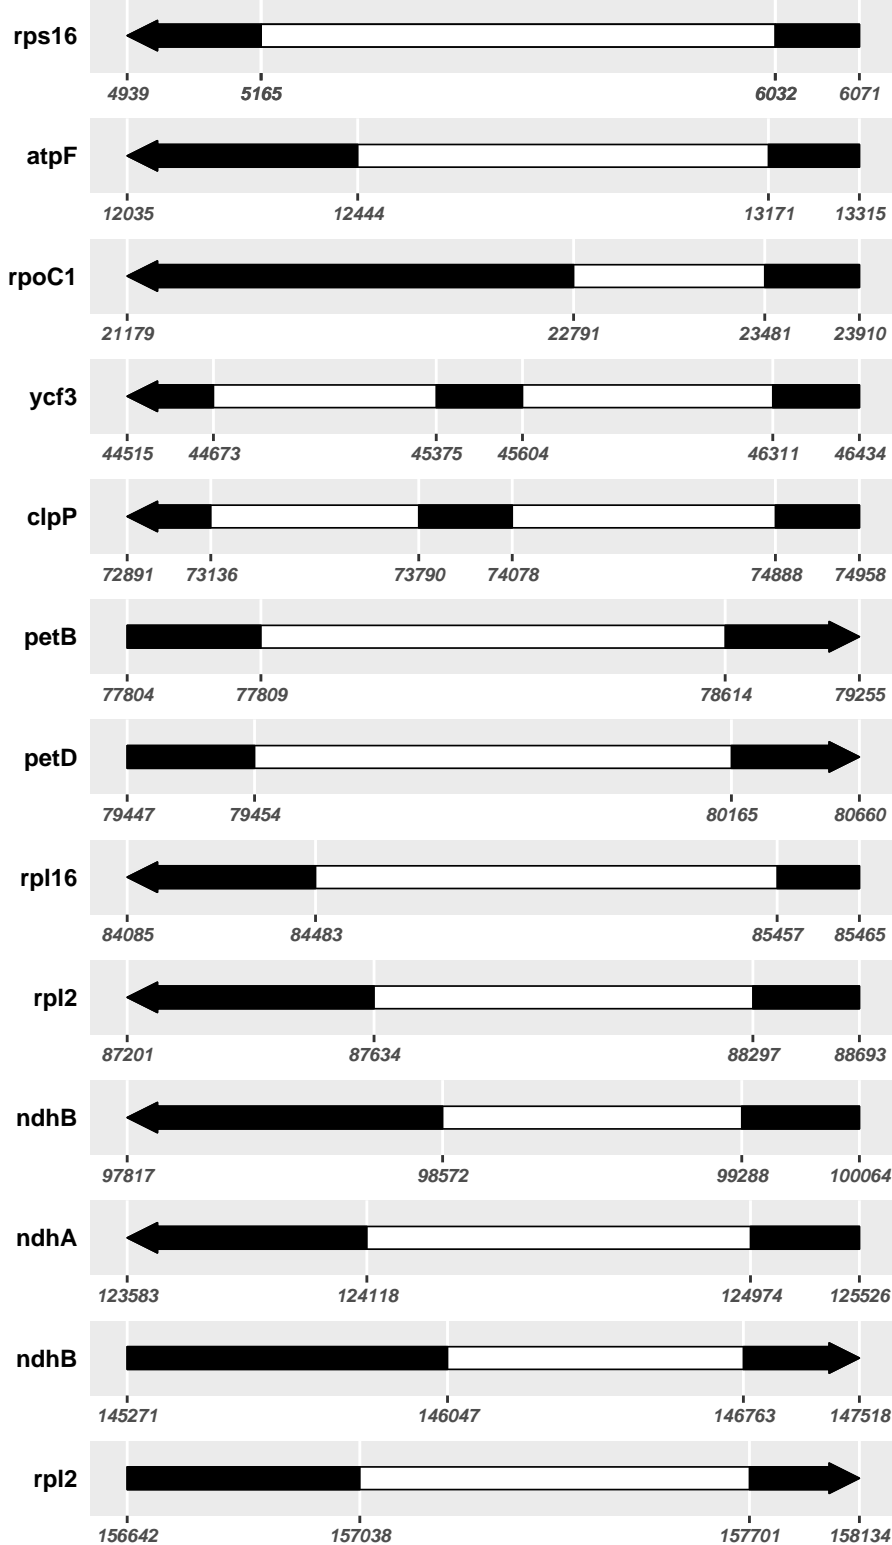 rps16
4939 5165 6032 6071
atpF
12035 12444 13171 13315
rpoC1
21179 22791 23481 23910
ycf3
44515 44673 45375 45604 46311 46434
clpP
72891 73136 73790 74078 74888 74958
petB
77804 77809 78614 79255
petD
79447 79454 80165 80660
rpl16
84085 84483 85457 85465
rpl2
87201 87634 88297 88693
ndhB
97817 98572 99288 100064
ndhA
123583 124118 124974 125526
ndhB
145271 146047 146763 147518
rpl2
156642 157038 157701 158134